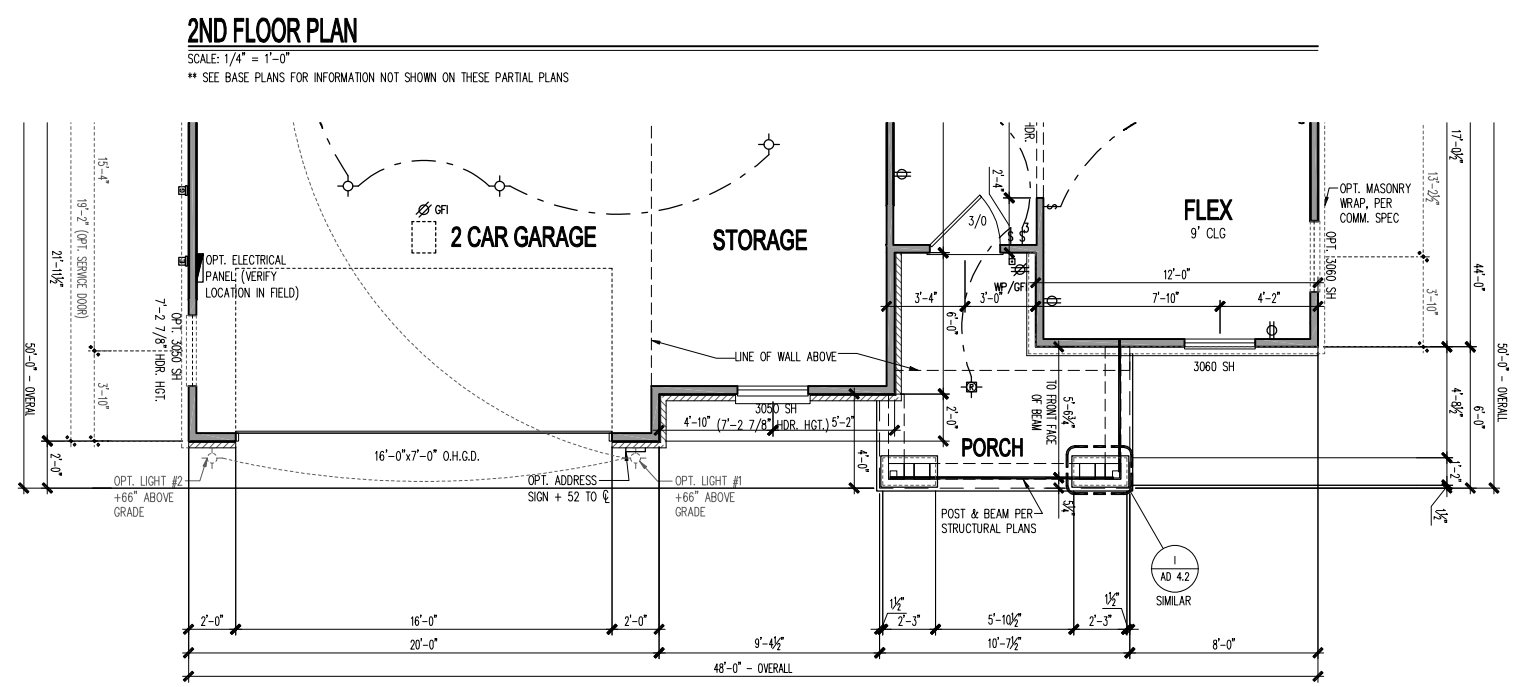 2ND FLOOR PLAN
SCALE: 1/4" = 1'-0"
** SEE BASE PLANS FOR INFORMATION NOT SHOWN ON THESE PARTIAL PLANS
15'-4"
19'-2" (OPT. SERVICE DOOR)
21'-11½"
50'-0" - OVERAL
3'-10"
2'-0"
7'-2 7/8" HDR. HGT.
OPT. 3050 SH
GFI
2 CAR GARAGE
STORAGE
OPT. ELECTRICAL
PANEL (VERIFY
LOCATION IN FIELD)
HDR.
2'-4"
3/0
S S
3
S
WP/GFI
FLEX
9' CLG
OPT. MASONRY
WRAP, PER
COMM. SPEC
OPT. 3060 SH
17'-0½"
13'-2½"
44'-0"
3'-10"
12'-0"
3'-4"
3'-0"
7'-10"
4'-2"
6'-0"
LINE OF WALL ABOVE
3060 SH
R
3050 SH
4'-10"
(7'-2 7/8" HDR. HGT.)
5'-2"
2'-0"
4'-0"
TO FRONT FACE
OF BEAM
5'-6¾"
PORCH
50'-0" - OVERALL
6'-0"
4'-8½"
1'-2"
1½"
5¼"
16'-0"x7'-0" O.H.G.D.
OPT. LIGHT #2
+66" ABOVE
GRADE
OPT. ADDRESS
SIGN + 52 TO ℄
OPT. LIGHT #1
+66" ABOVE
GRADE
POST & BEAM PER
STRUCTURAL PLANS
1
AD 4.2
SIMILAR
2'-0"
16'-0"
2'-0"
1½"
2'-3"
5'-10½"
1½"
2'-3"
20'-0"
9'-4½"
10'-7½"
8'-0"
48'-0" - OVERALL